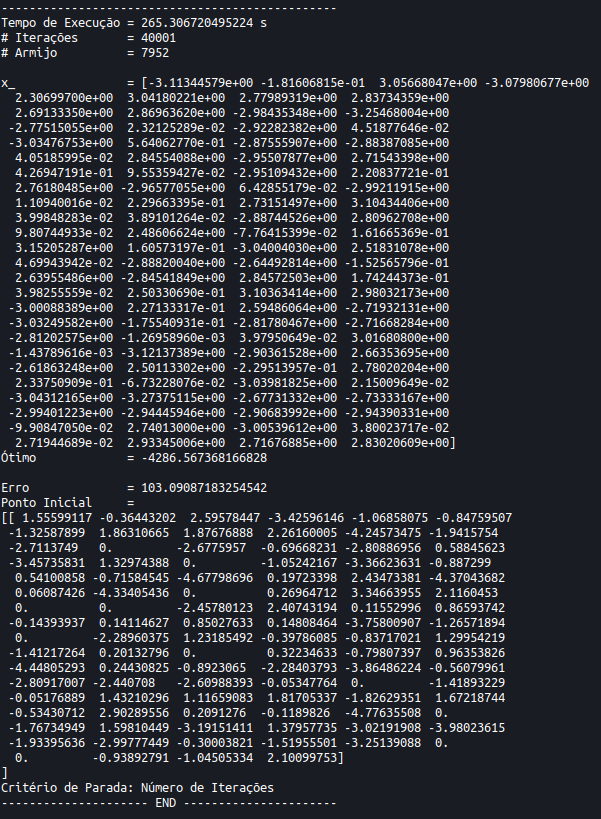 ------------------------------------------------
Tempo de Execução = 265.306720495224 s
# Iterações       = 40001
# Armijo          = 7952
x_                = [-3.11344579e+00 -1.81606815e-01  3.05668047e+00 -3.07980677e+00
  2.30699700e+00  3.04180221e+00  2.77989319e+00  2.83734359e+00
  2.69133350e+00  2.86963620e+00 -2.98435348e+00 -3.25468004e+00
 -2.77515055e+00  2.32125289e-02 -2.92282382e+00  4.51877646e-02
 -3.03476753e+00  5.64062770e-01 -2.87555907e+00 -2.88387085e+00
  4.05185995e-02  2.84554088e+00 -2.95507877e+00  2.71543398e+00
  4.26947191e-01  9.55359427e-02 -2.95109432e+00  2.20837721e-01
  2.76180485e+00 -2.96577055e+00  6.42855179e-02 -2.99211915e+00
  1.10940016e-02  2.29663395e-01  2.73151497e+00  3.10434406e+00
  3.99848283e-02  3.89101264e-02 -2.88744526e+00  2.80962708e+00
  9.80744933e-02  2.48606624e+00 -7.76415399e-02  1.61665369e-01
  3.15205287e+00  1.60573197e-01 -3.04004030e+00  2.51831078e+00
  4.69943942e-02 -2.88820040e+00 -2.64492814e+00 -1.52565796e-01
  2.63955486e+00 -2.84541849e+00  2.84572503e+00  1.74244373e-01
  3.98255559e-02  2.50330690e-01  3.10363414e+00  2.98032173e+00
 -3.00088389e+00  2.27133317e-01  2.59486064e+00 -2.71932131e+00
 -3.03249582e+00 -1.75540931e-01 -2.81780467e+00 -2.71668284e+00
 -2.81202575e+00 -1.26958960e-03  3.97950649e-02  3.01680800e+00
 -1.43789616e-03 -3.12137389e+00 -2.90361528e+00  2.66353695e+00
 -2.61863248e+00  2.50113302e+00 -2.29513957e-01  2.78020204e+00
  2.33750909e-01 -6.73228076e-02 -3.03981825e+00  2.15009649e-02
 -3.04312165e+00 -3.27375115e+00 -2.67731332e+00 -2.73333167e+00
 -2.99401223e+00 -2.94445946e+00 -2.90683992e+00 -2.94390331e+00
 -9.90847050e-02  2.74013000e+00 -3.00539612e+00  3.80023717e-02
  2.71944689e-02  2.93345006e+00  2.71676885e+00  2.83020609e+00]
Ótimo             = -4286.567368166828
Erro              = 103.09087183254542
Ponto Inicial     =
[[ 1.55599117 -0.36443202  2.59578447 -3.42596146 -1.06858075 -0.84759507
 -1.32587899  1.86310665  1.87676888  2.26160005 -4.24573475 -1.9415754
 -2.7113749   0.         -2.6775957  -0.69668231 -2.80886956  0.58845623
 -3.45735831  1.32974388  0.         -1.05242167 -3.36623631 -0.887299
  0.54100858 -0.71584545 -4.67798696  0.19723398  2.43473381 -4.37043682
  0.06087426 -4.33405436  0.          0.26964712  3.34663955  2.1160453
  0.          0.         -2.45780123  2.40743194  0.11552996  0.86593742
 -0.14393937  0.14114627  0.85027633  0.14808464 -3.75800907 -1.26571894
  0.         -2.28960375  1.23185492 -0.39786085 -0.83717021  1.29954219
 -1.41217264  0.20132796  0.          0.32234633 -0.79807397  0.96353826
 -4.44805293  0.24430825 -0.8923065  -2.28403793 -3.86486224 -0.56079961
 -2.80917007 -2.440708   -2.60988393 -0.05347764  0.         -1.41893229
 -0.05176889  1.43210296  1.11659083  1.81705337 -1.82629351  1.67218744
 -0.53430712  2.90289556  0.2091276  -0.1189826  -4.77635508  0.
 -1.76734949  1.59810449 -3.19151411  1.37957735 -3.02191908 -3.98023615
 -1.93395636 -2.99777449 -0.30003821 -1.51955501 -3.25139088  0.
  0.         -0.93892791 -1.04505334  2.10099753]
]
Critério de Parada: Número de Iterações
--------------------- END ----------------------